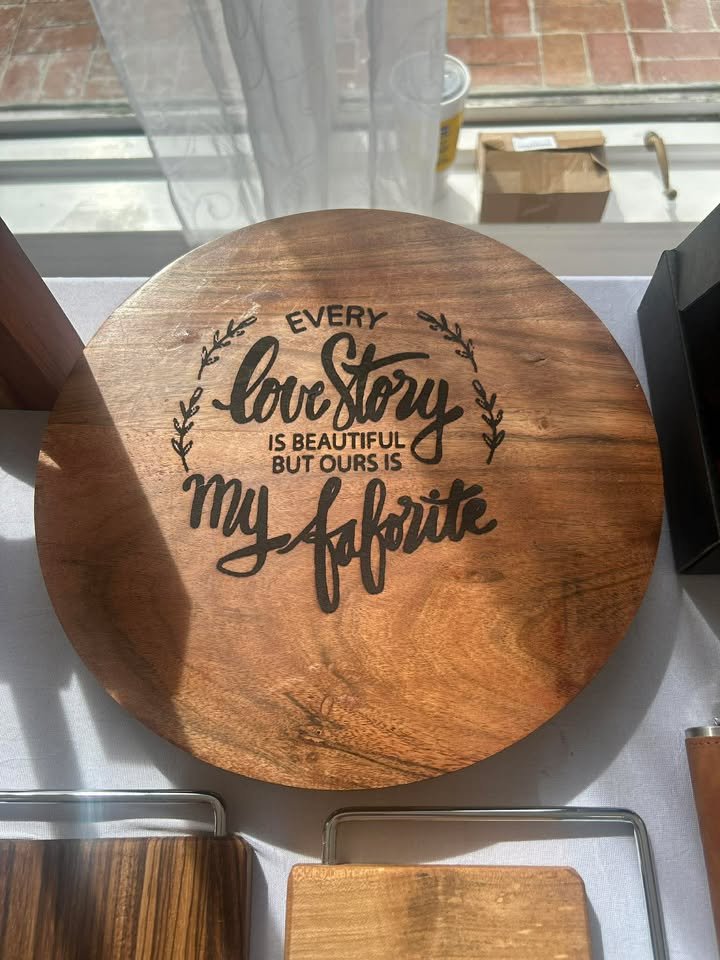 EVERY
love Story
IS BEAUTIFUL
BUT OURS IS
my faforite